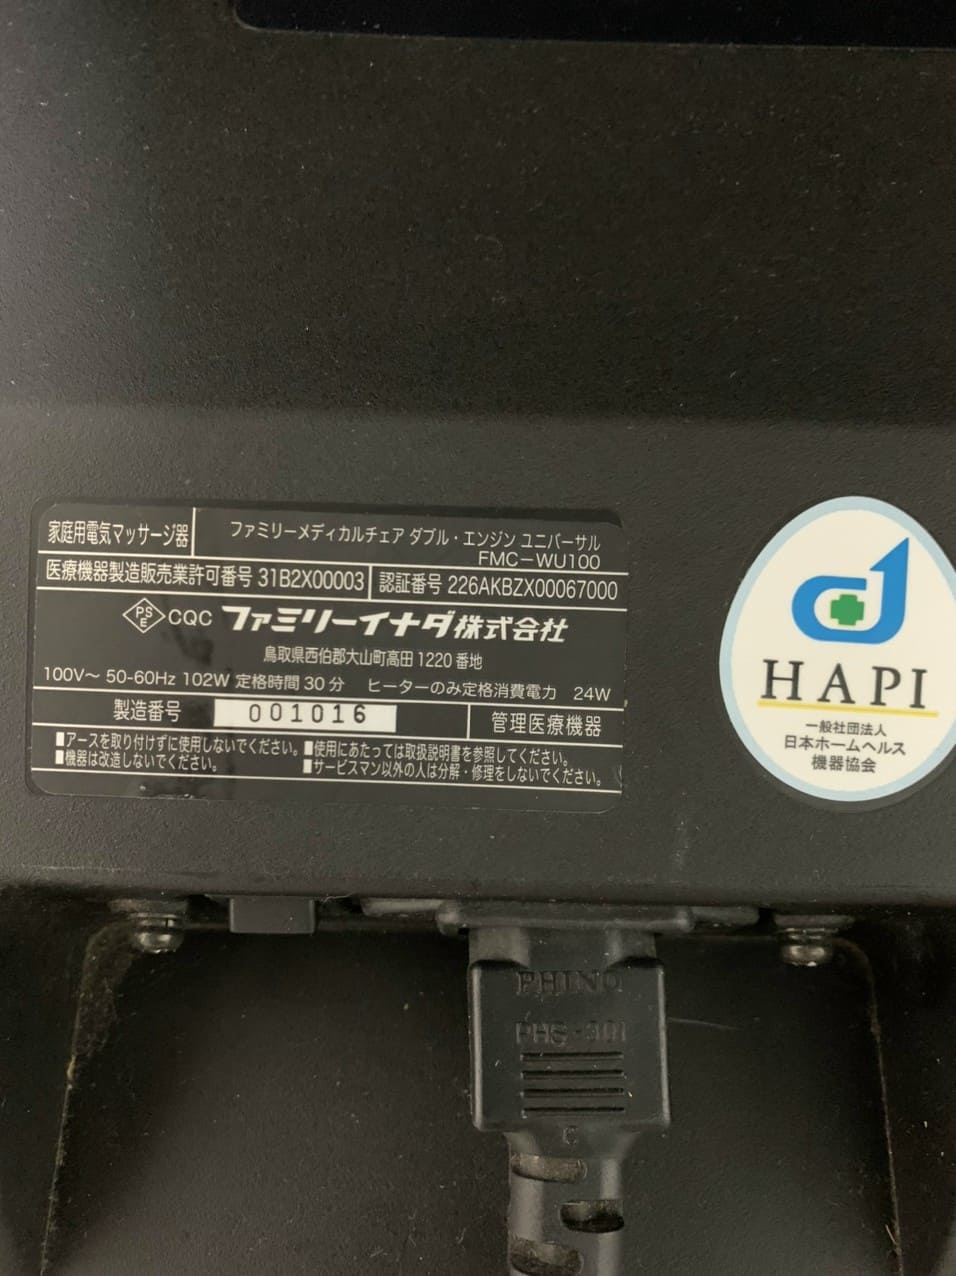 家庭用電気マッサージ器
ファミリーメディカルチェア ダブル・エンジン ユニバーサル
FMC-WU100
医療機器製造販売業許可番号 31B2X00003
認証番号 226AKBZX00067000
PS
E
CQC ファミリーイナダ株式会社
鳥取県西伯郡大山町高田 1220 番地
100V～ 50-60Hz 102W 定格時間 30 分 ヒーターのみ定格消費電力 24W
製造番号 001016 管理医療機器
■アースを取り付けずに使用しないでください。 ■使用にあたっては取扱説明書を参照してください。
■機器は改造しないでください。 ■サービスマン以外の人は分解・修理をしないでください。
HAPI
一般社団法人
日本ホームヘルス
機器協会
PHINO
PHS-301
C